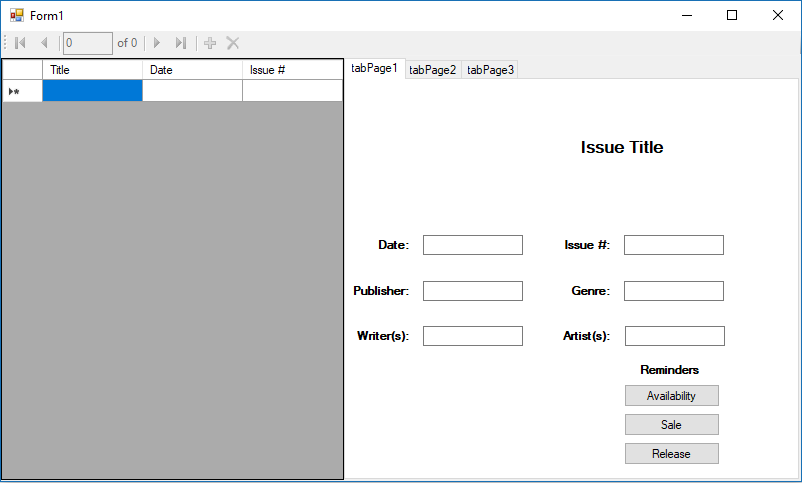 Form1
0 of 0
Title Date Issue #
tabPage1 tabPage2 tabPage3
Issue Title
Date: Issue #:
Publisher: Genre:
Writer(s): Artist(s):
Reminders
Availability
Sale
Release